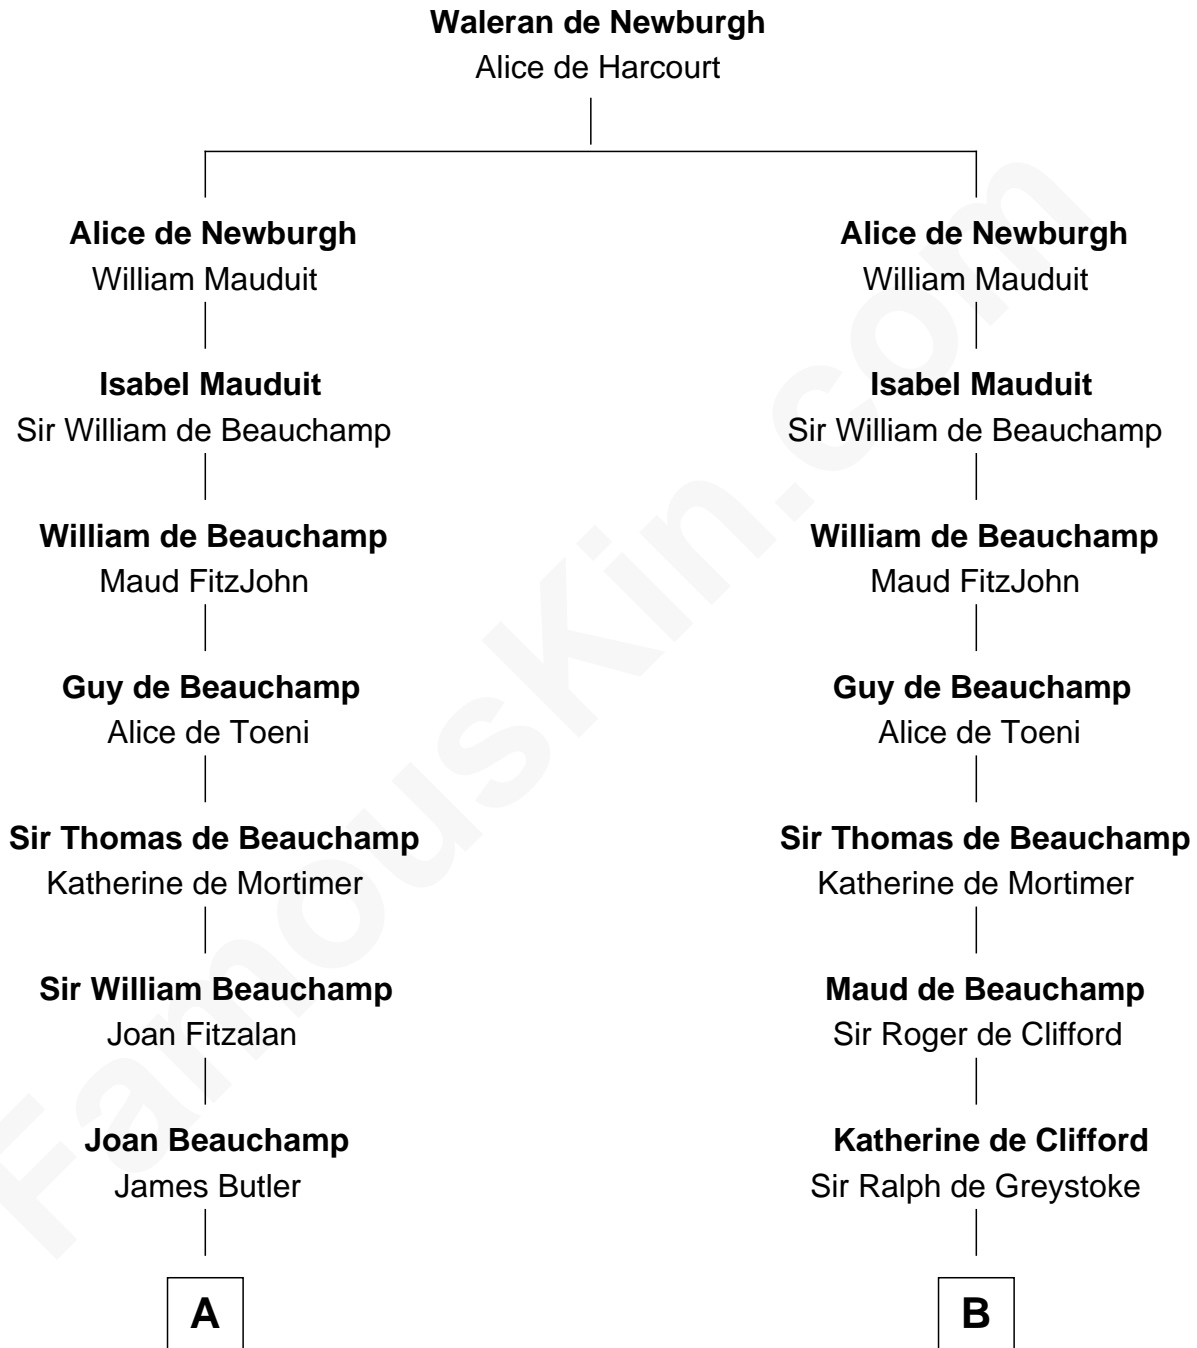 Waleran de Newburgh
Alice de Harcourt
Alice de Newburgh
William Mauduit
Isabel Mauduit
Sir William de Beauchamp
William de Beauchamp
Maud FitzJohn
Guy de Beauchamp
Alice de Toeni
Sir Thomas de Beauchamp
Katherine de Mortimer
Sir William Beauchamp
Joan Fitzalan
Joan Beauchamp
James Butler
A
Alice de Newburgh
William Mauduit
Isabel Mauduit
Sir William de Beauchamp
William de Beauchamp
Maud FitzJohn
Guy de Beauchamp
Alice de Toeni
Sir Thomas de Beauchamp
Katherine de Mortimer
Maud de Beauchamp
Sir Roger de Clifford
Katherine de Clifford
Sir Ralph de Greystoke
B
FamousKin.com